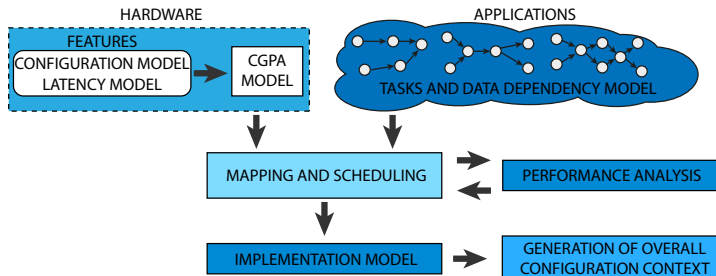 HARDWARE
APPLICATIONS
FEATURES
CONFIGURATION MODEL
LATENCY MODEL
CGPA
MODEL
TASKS AND DATA DEPENDENCY MODEL
MAPPING AND SCHEDULING
PERFORMANCE ANALYSIS
IMPLEMENTATION MODEL
GENERATION OF OVERALL
CONFIGURATION CONTEXT